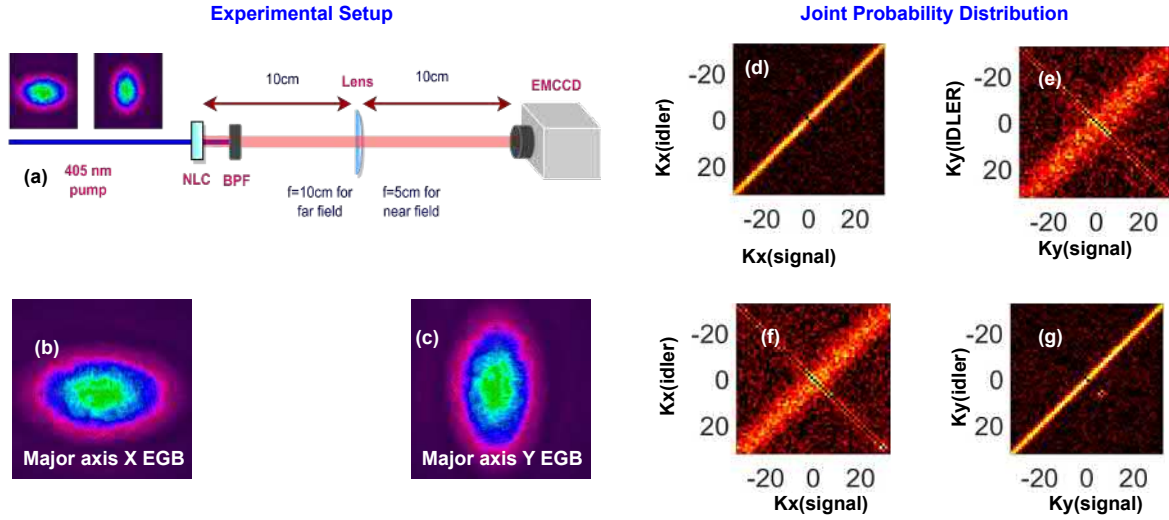 Experimental Setup
Joint Probability Distribution
10cm
Lens
10cm
EMCCD
(a)
405 nm
pump
NLC
BPF
f=10cm for
far field
f=5cm for
near field
(b)
Major axis X EGB
(c)
Major axis Y EGB
(d)
Kx(idler)
-20
0
20
-20 0 20
Kx(signal)
(e)
Ky(IDLER)
-20
0
20
-20 0 20
Ky(signal)
(f)
Kx(idler)
-20
0
20
-20 0 20
Kx(signal)
(g)
Ky(idler)
-20
0
20
-20 0 20
Ky(signal)